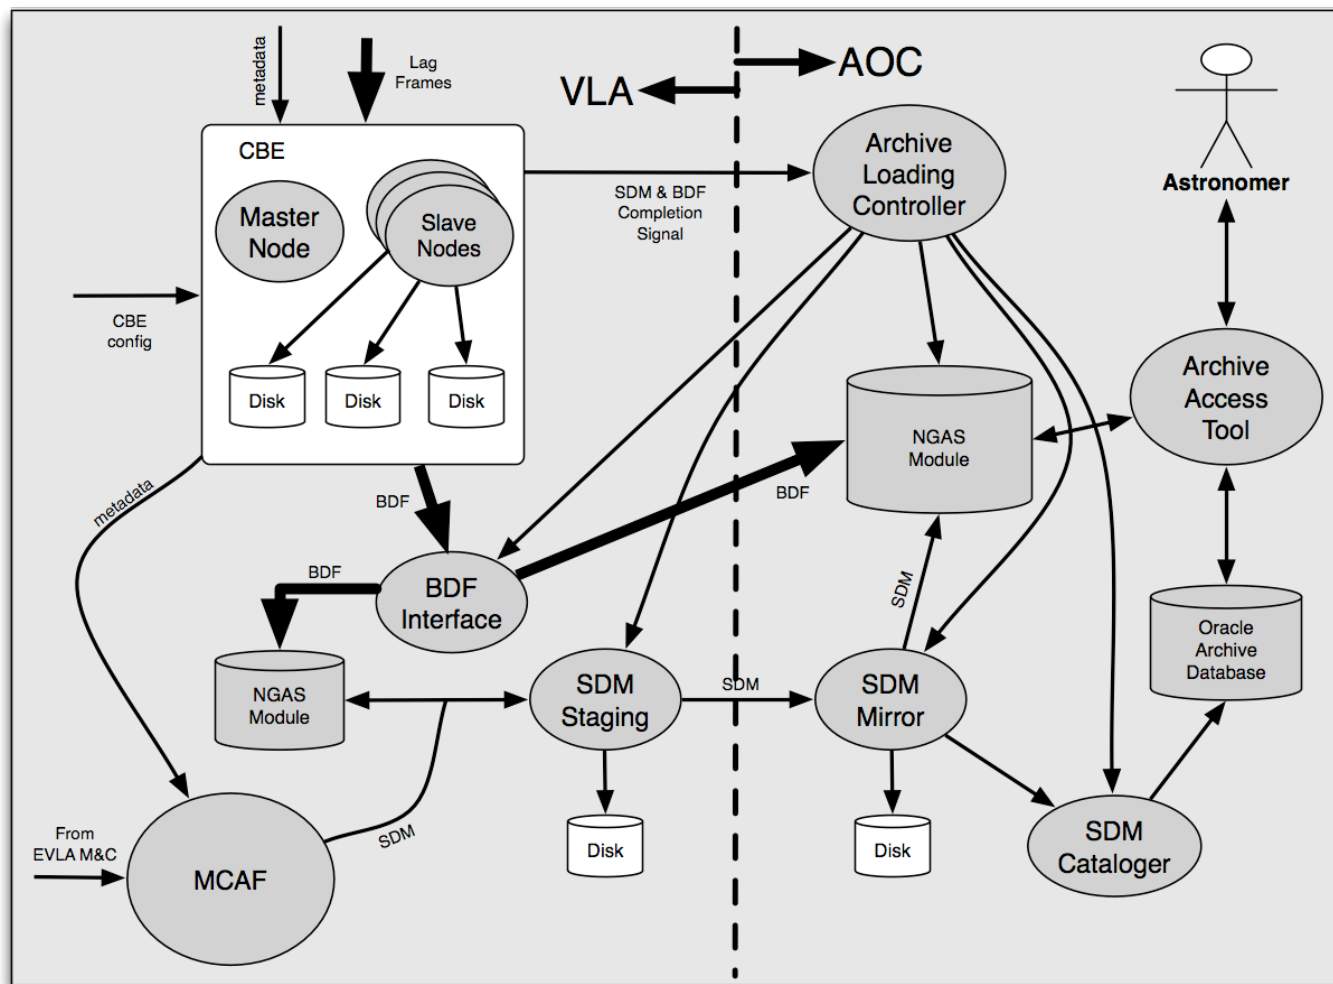 metadata
Lag
Frames
VLA
AOC
CBE
Master
Node
Slave
Nodes
Disk
Disk
Disk
CBE
config
SDM & BDF
Completion
Signal
Archive
Loading
Controller
Astronomer
Archive
Access
Tool
NGAS
Module
BDF
BDF
metadata
BDF
BDF
Interface
SDM
Oracle
Archive
Database
NGAS
Module
SDM
Staging
SDM
SDM
Mirror
From
EVLA M&C
MCAF
SDM
Disk
Disk
SDM
Cataloger